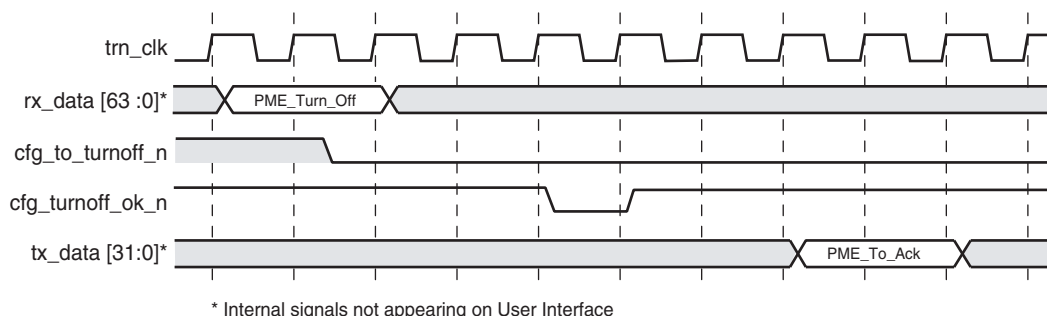 trn_clk
rx_data [63 :0]*
PME_Turn_Off
cfg_to_turnoff_n
cfg_turnoff_ok_n
tx_data [31:0]*
PME_To_Ack
* Internal signals not appearing on User Interface